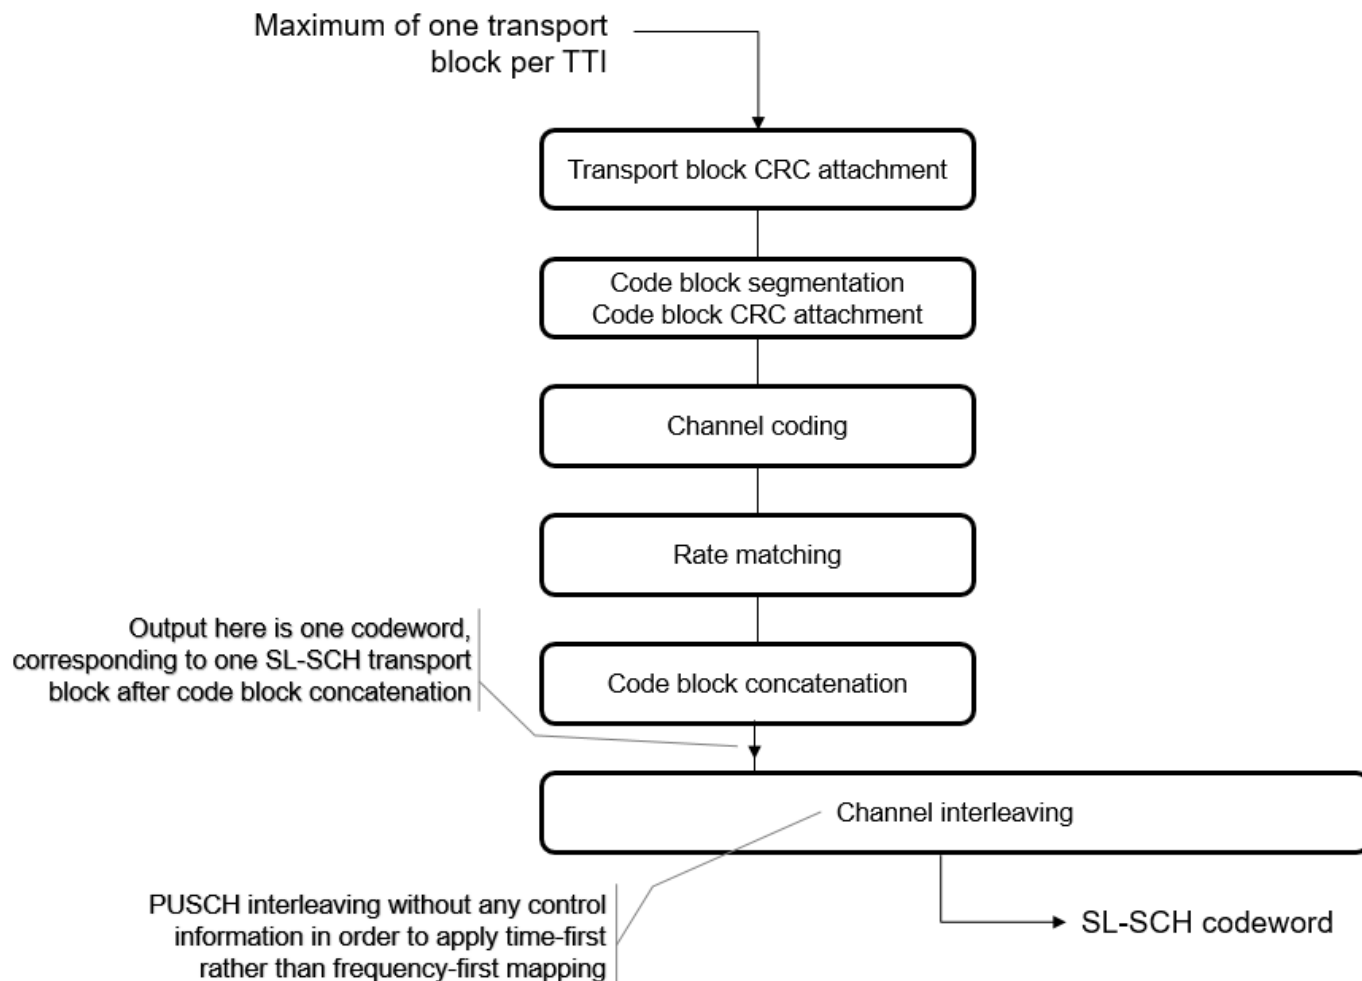 Maximum of one transport
block per TTI
Transport block CRC attachment
Code block segmentation
Code block CRC attachment
Channel coding
Rate matching
Output here is one codeword,
corresponding to one SL-SCH transport
block after code block concatenation
Code block concatenation
Channel interleaving
PUSCH interleaving without any control
information in order to apply time-first
rather than frequency-first mapping
SL-SCH codeword